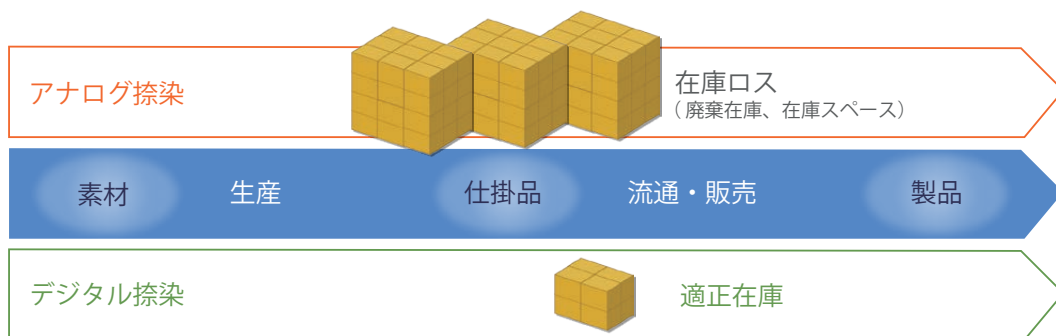 アナログ捺染
在庫ロス
（廃棄在庫、在庫スペース）
素材
生産
仕掛品
流通・販売
製品
デジタル捺染
適正在庫